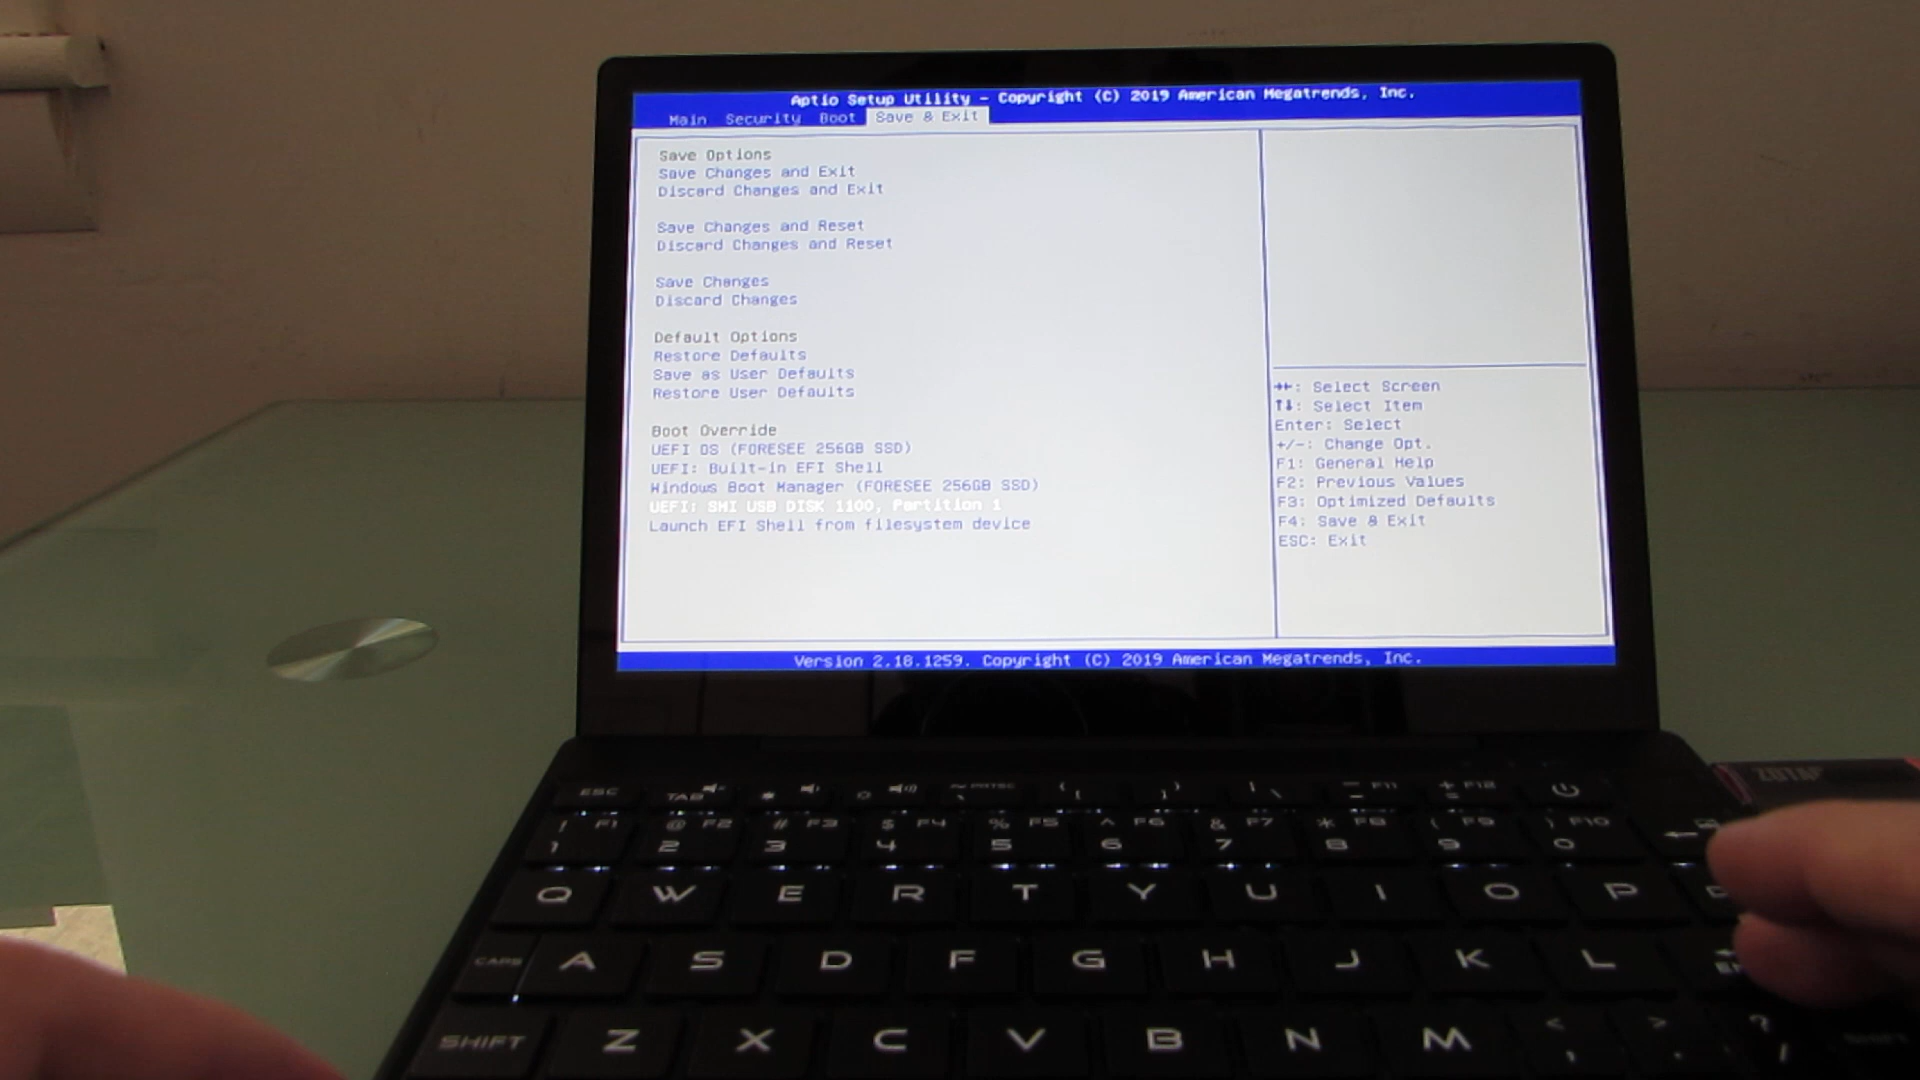 Aptio Setup Utility – Copyright (C) 2019 American Megatrends, Inc.
Main Security Boot Save & Exit
Save Options
Save Changes and Exit
Discard Changes and Exit
Save Changes and Reset
Discard Changes and Reset
Save Changes
Discard Changes
Default Options
Restore Defaults
Save as User Defaults
Restore User Defaults
Boot Override
UEFI OS (FORESEE 256GB SSD)
UEFI: Built-in EFI Shell
Windows Boot Manager (FORESEE 256GB SSD)
UEFI: SMI USB DISK 1100, Partition 1
Launch EFI Shell from filesystem device
→←: Select Screen
↑↓: Select Item
Enter: Select
+/-: Change Opt.
F1: General Help
F2: Previous Values
F3: Optimized Defaults
F4: Save & Exit
ESC: Exit
Version 2.18.1259. Copyright (C) 2019 American Megatrends, Inc.
ZOTAC
ESC TAB F11 F12
! F1 @ F2 # F3 $ F4 % F5 ^ F6 & F7 * F8 ( F9 ) F10
1 2 3 4 5 6 7 8 9 0
Q W E R T Y U I O P
CAPS A S D F G H J K L
SHIFT Z X C V B N M < , > . ? /